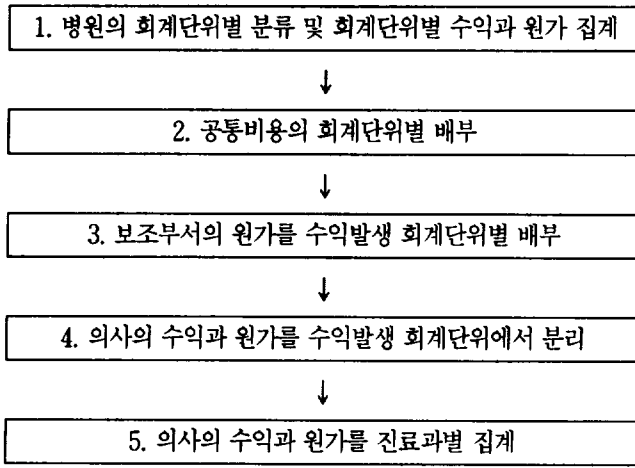 1. 병원의 회계단위별 분류 및 회계단위별 수익과 원가 집계
↓
2. 공통비용의 회계단위별 배부
↓
3. 보조부서의 원가를 수익발생 회계단위별 배부
↓
4. 의사의 수익과 원가를 수익발생 회계단위에서 분리
↓
5. 의사의 수익과 원가를 진료과별 집계